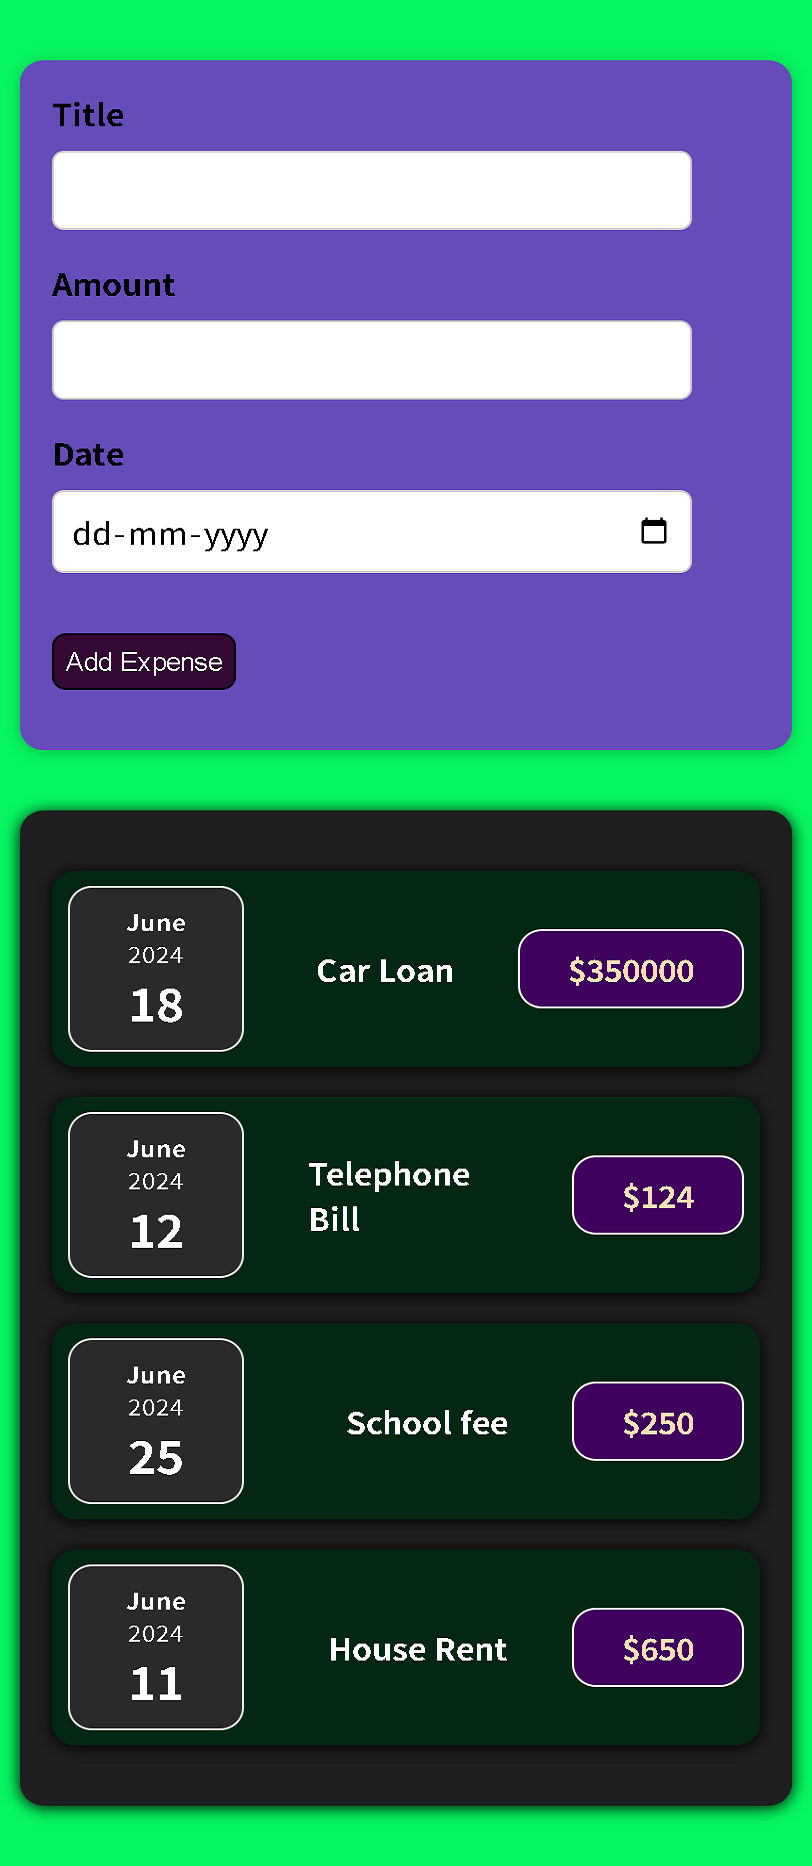 Title
Amount
Date
dd-mm-yyyy
Add Expense
June
2024
18
Car Loan
$350000
June
2024
12
Telephone
Bill
$124
June
2024
25
School fee
$250
June
2024
11
House Rent
$650